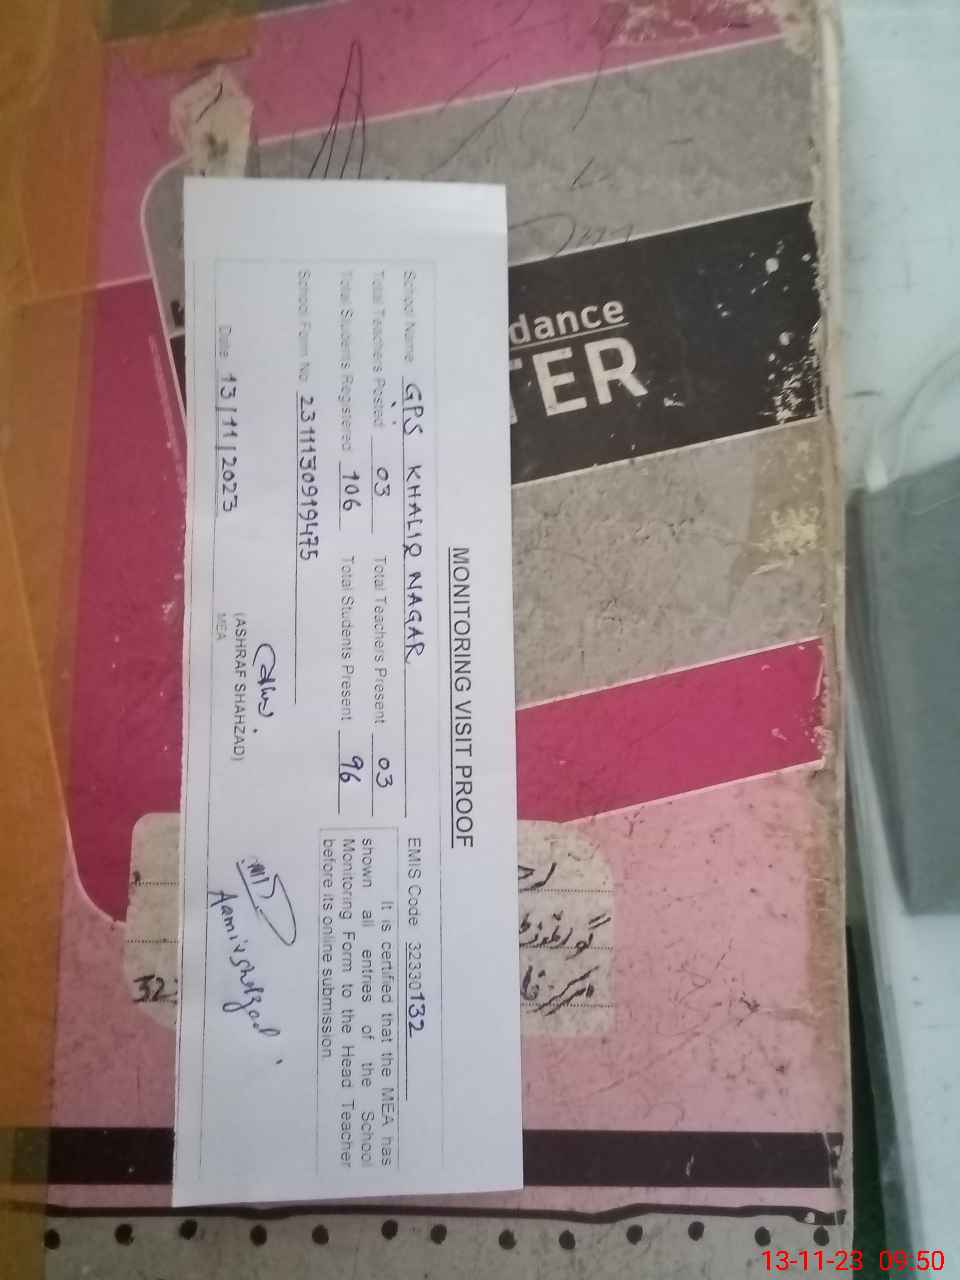 MONITORING VISIT PROOF
School Name GPS KHALIQ NAGAR EMIS Code 32330132
Total Teachers Posted 03 Total Teachers Present 03
Total Students Registered 106 Total Students Present 96
School Form No 2311130919475
It is certified that the MEA has
shown all entries of the School
Monitoring Form to the Head Teacher
before its online submission.
(ASHRAF SHAHZAD)
Date 13/11/2023 MEA
Aamir Shahzad
dance
TER
13-11-23 09.50